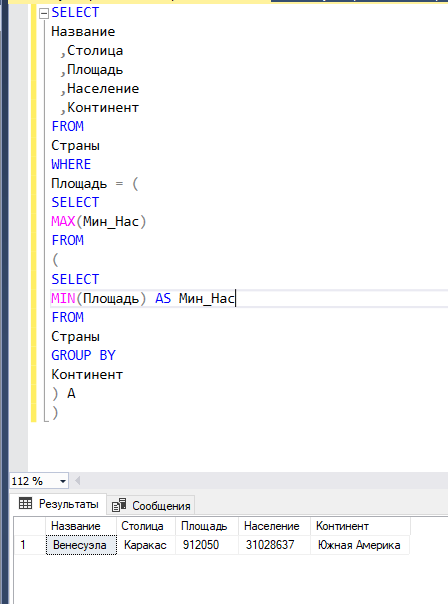 SELECT
Название
,Столица
,Площадь
,Население
,Континент
FROM
Страны
WHERE
Площадь = (
SELECT
MAX(Мин_Нас)
FROM
(
SELECT
MIN(Площадь) AS Мин_Нас
FROM
Страны
GROUP BY
Континент
) A
)
112 %
Результаты Сообщения
Название Столица Площадь Население Континент
1 Венесуэла Каракас 912050 31028637 Южная Америка